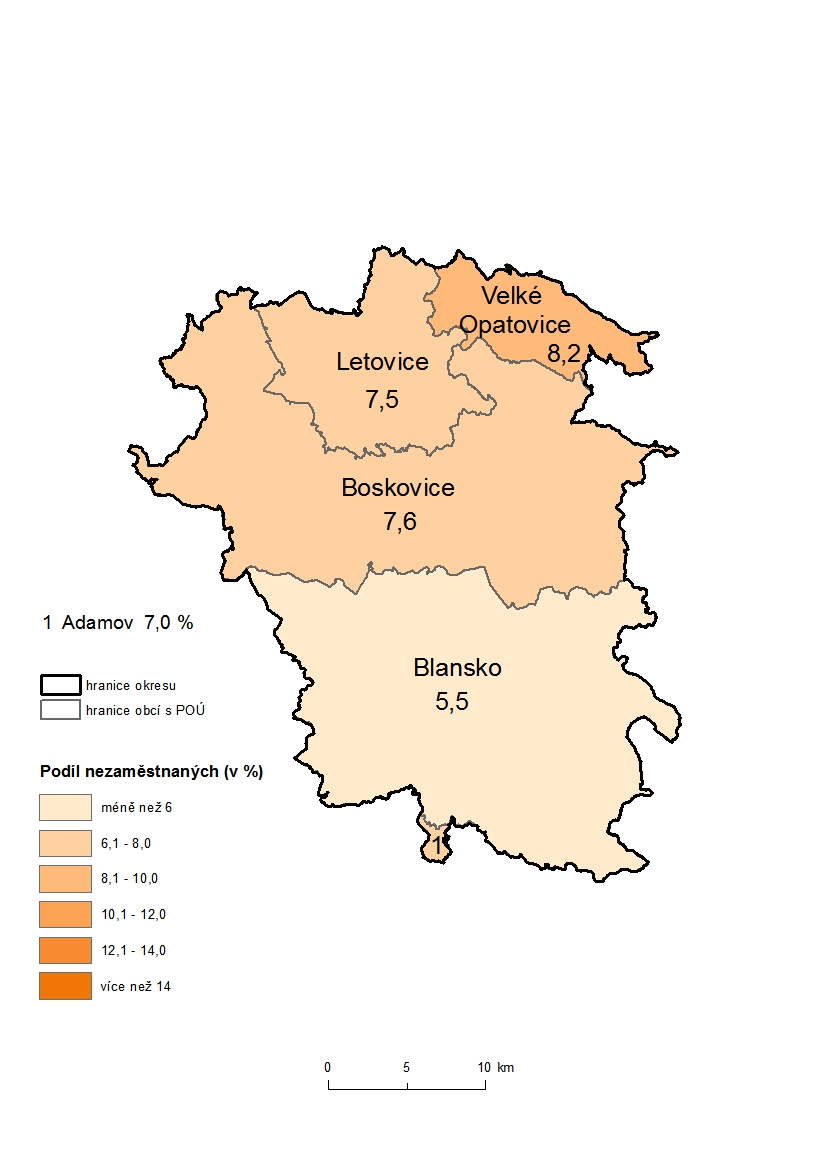 Velké
Opatovice
8,2
Letovice
7,5
Boskovice
7,6
1 Adamov 7,0 %
Blansko
5,5
hranice okresu
hranice obcí s POÚ
Podíl nezaměstnaných (v %)
méně než 6
6,1 - 8,0
8,1 - 10,0
10,1 - 12,0
12,1 - 14,0
více než 14
1
0 5 10 km